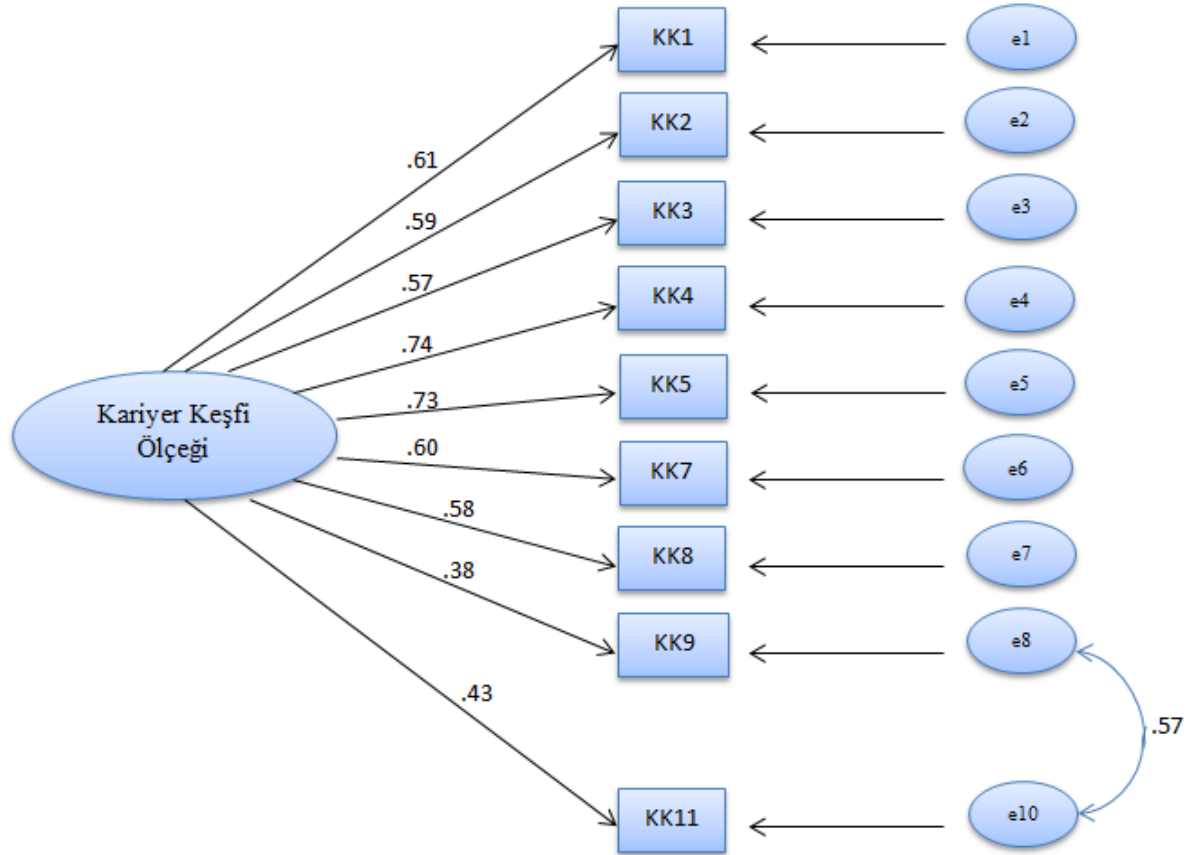 KK1
e1
KK2
e2
.61
.59
KK3
e3
.57
KK4
e4
.74
KK5
e5
.73
Kariyer Keşfi
Ölçeği
.60
KK7
e6
.58
KK8
e7
.38
KK9
e8
.43
.57
KK11
e10